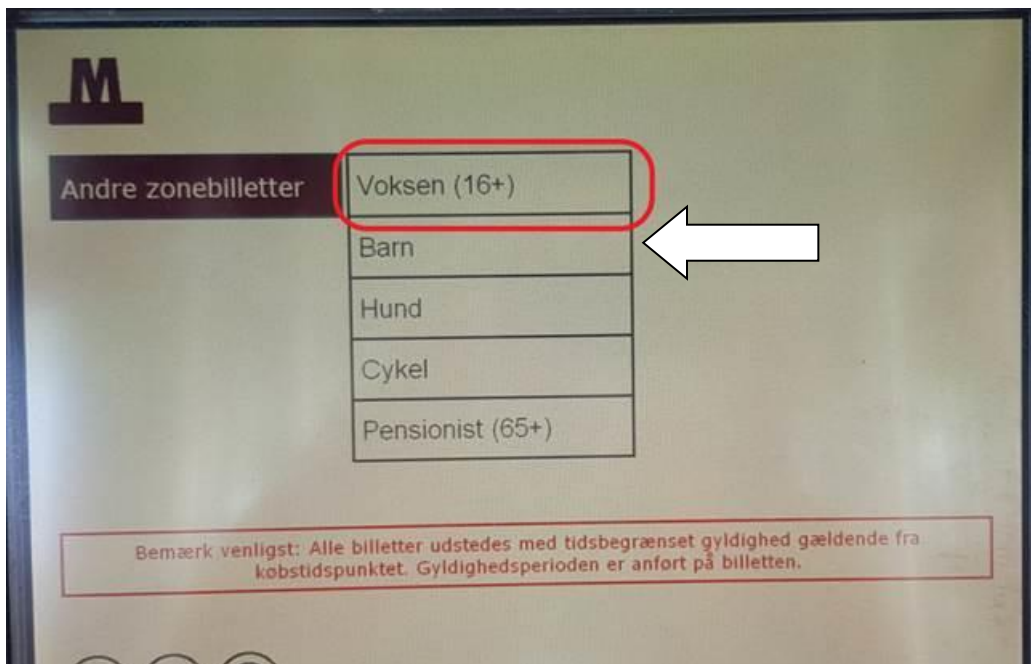 M
Andre zonebilletter
Voksen (16+)
Barn
Hund
Cykel
Pensionist (65+)
Bemærk venligst: Alle billetter udstedes med tidsbegrænset gyldighed gældende fra
købstidspunktet. Gyldighedsperioden er anført på billetten.